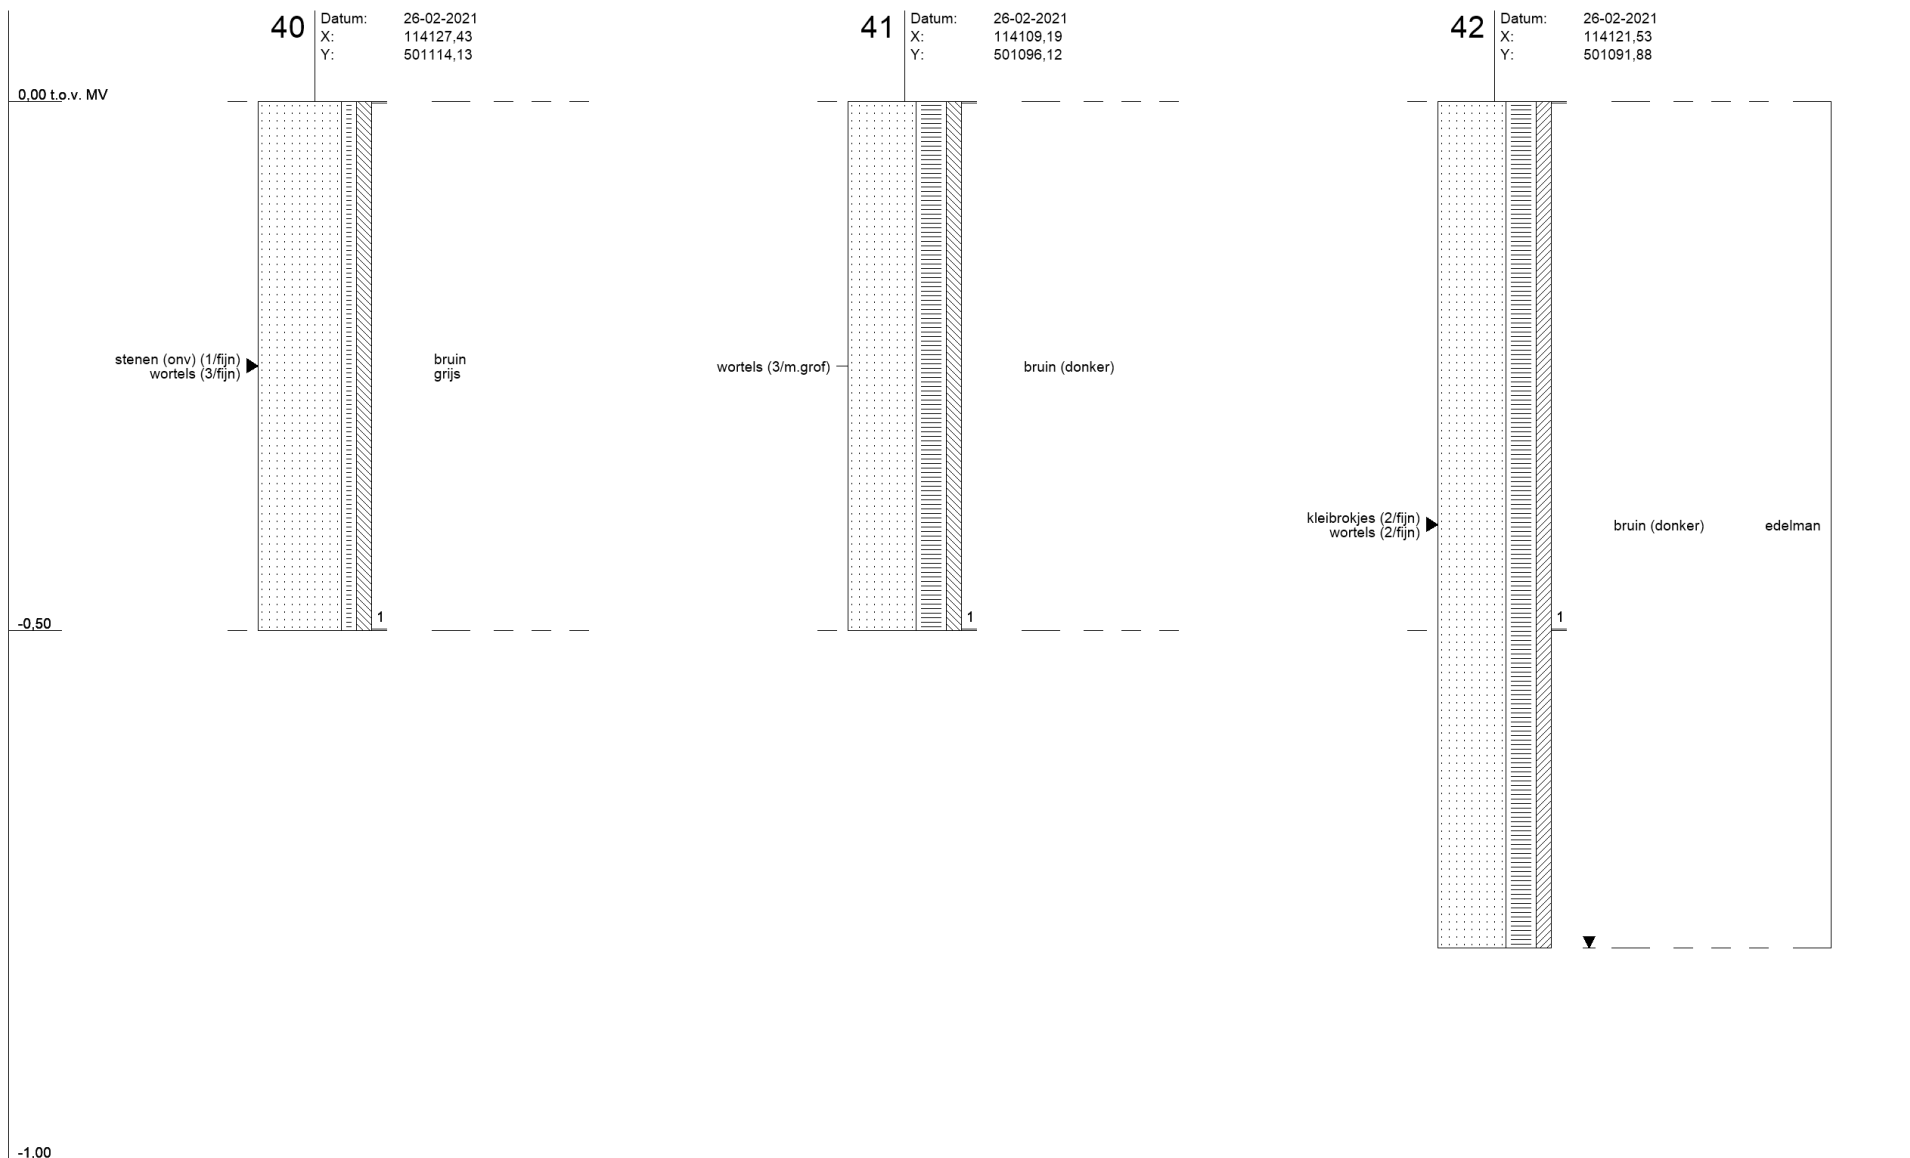 40
Datum: 26-02-2021
X: 114127,43
Y: 501114,13
41
Datum: 26-02-2021
X: 114109,19
Y: 501096,12
42
Datum: 26-02-2021
X: 114121,53
Y: 501091,88
0,00 t.o.v. MV
stenen (onv) (1/fijn)
wortels (3/fijn)
bruin
grijs
wortels (3/m.grof)
bruin (donker)
kleibrokjes (2/fijn)
wortels (2/fijn)
bruin (donker)
edelman
1
1
1
-0,50
-1,00